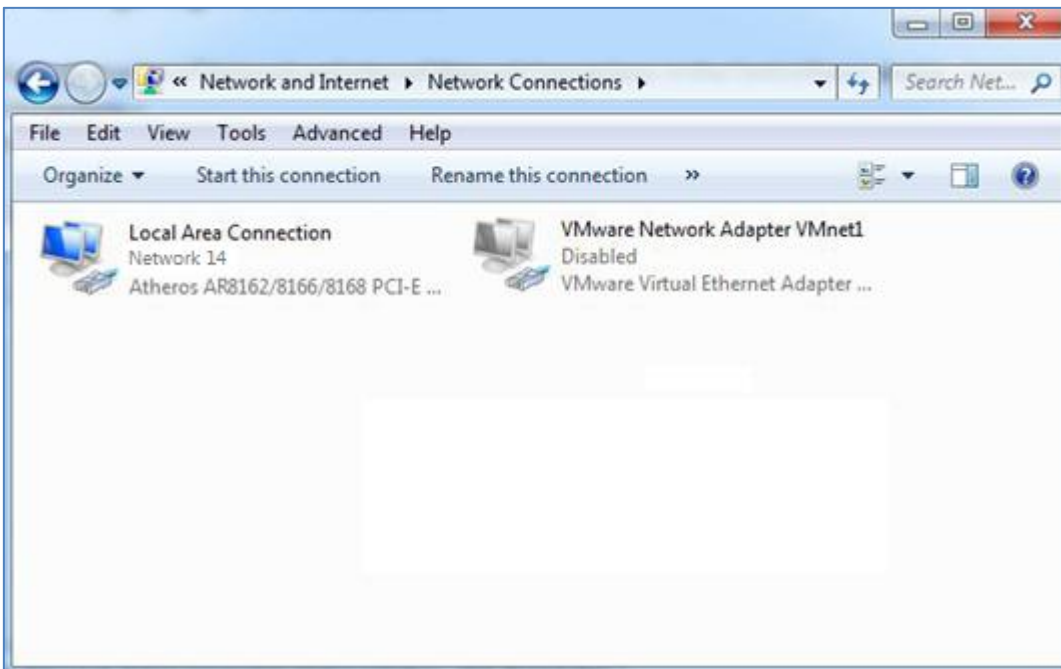 « Network and Internet ▸ Network Connections ▸ Search Net...
File Edit View Tools Advanced Help
Organize Start this connection Rename this connection »
Local Area Connection
Network 14
Atheros AR8162/8166/8168 PCI-E ...
VMware Network Adapter VMnet1
Disabled
VMware Virtual Ethernet Adapter ...